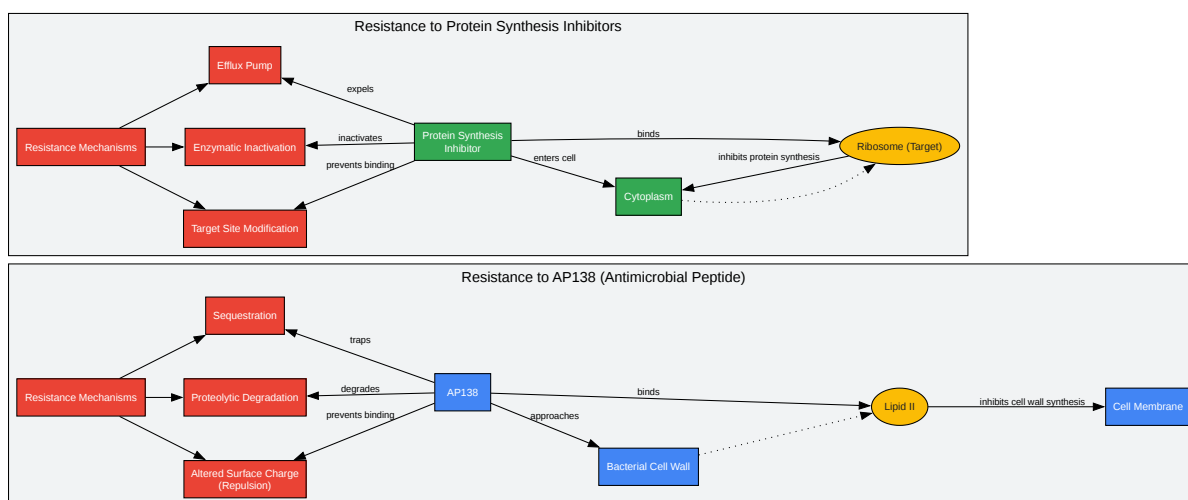 Resistance to Protein Synthesis Inhibitors
Efflux Pump
expels
Resistance Mechanisms
Enzymatic Inactivation
inactivates
Protein Synthesis
Inhibitor
binds
Ribosome (Target)
prevents binding
enters cell
inhibits protein synthesis
Cytoplasm
Target Site Modification
Resistance to AP138 (Antimicrobial Peptide)
Sequestration
traps
Resistance Mechanisms
Proteolytic Degradation
degrades
AP138
binds
Lipid II
inhibits cell wall synthesis
Cell Membrane
prevents binding
approaches
Bacterial Cell Wall
Altered Surface Charge
(Repulsion)